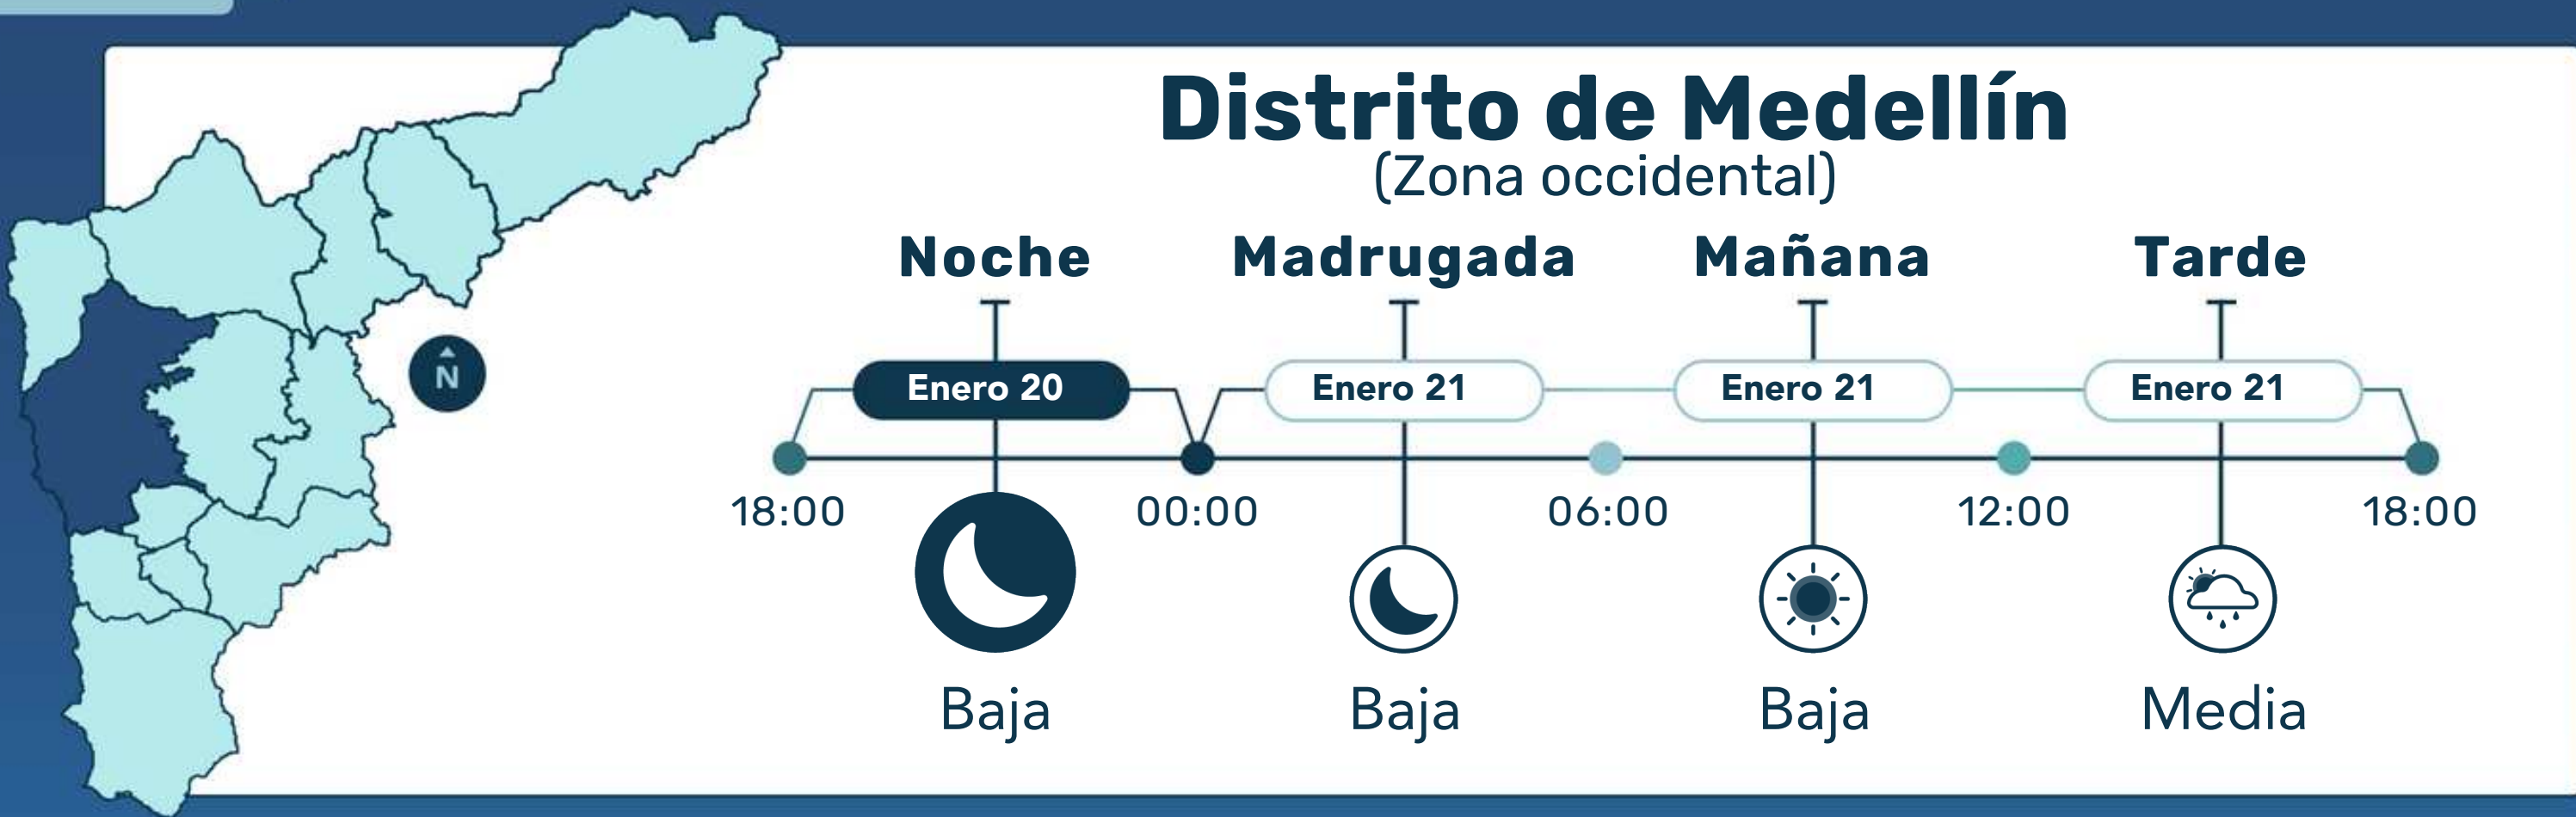 Distrito de Medellín
(Zona occidental)
Noche Madrugada Mañana Tarde
N
Enero 20 Enero 21 Enero 21 Enero 21
18:00 00:00 06:00 12:00 18:00
Baja Baja Baja Media